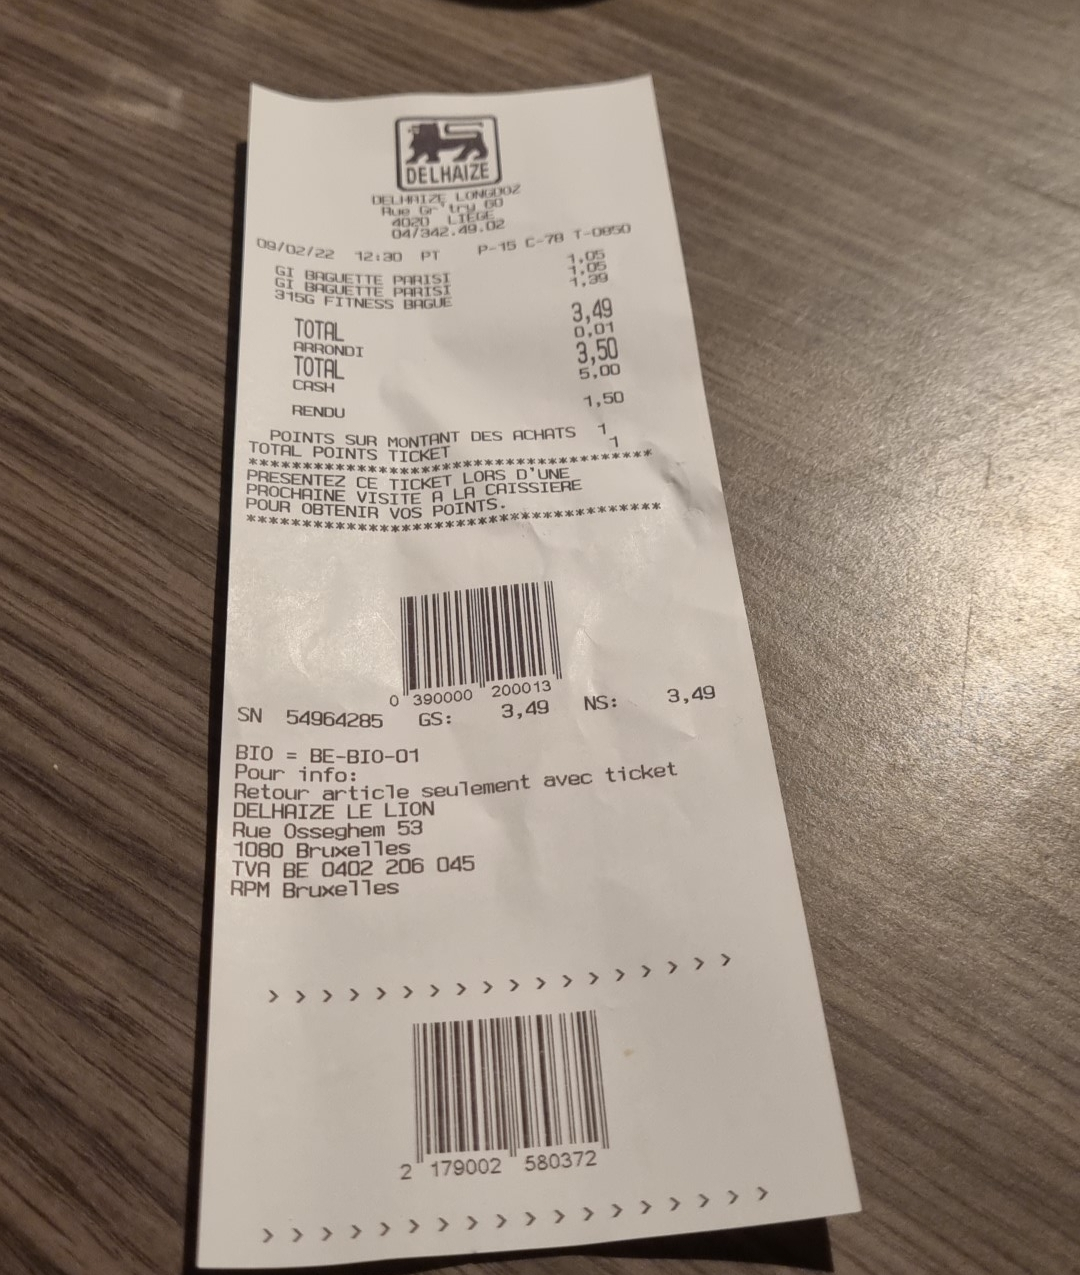 DELHAIZE
DELHAIZE LONGDOZ
Rue Gr'try 60
4020 LIEGE
04/342.49.02
09/02/22 12:30 PT P-15 C-78 T-0850
GI BAGUETTE PARISI 1,05
GI BAGUETTE PARISI 1,05
315G FITNESS BAGUE 1,39
TOTAL 3,49
ARRONDI 0,01
TOTAL 3,50
CASH 5,00
RENDU 1,50
POINTS SUR MONTANT DES ACHATS 1
TOTAL POINTS TICKET 1
****************************************
PRESENTEZ CE TICKET LORS D'UNE
PROCHAINE VISITE A LA CAISSIERE
POUR OBTENIR VOS POINTS.
****************************************
0 390000 200013
SN 54964285 GS: 3,49 NS: 3,49
BIO = BE-BIO-01
Pour info:
Retour article seulement avec ticket
DELHAIZE LE LION
Rue Osseghem 53
1080 Bruxelles
TVA BE 0402 206 045
RPM Bruxelles
> > > > > > > > > > > > > > > > > >
2 179002 580372
> > > > > > > > > > > > > > > > > >